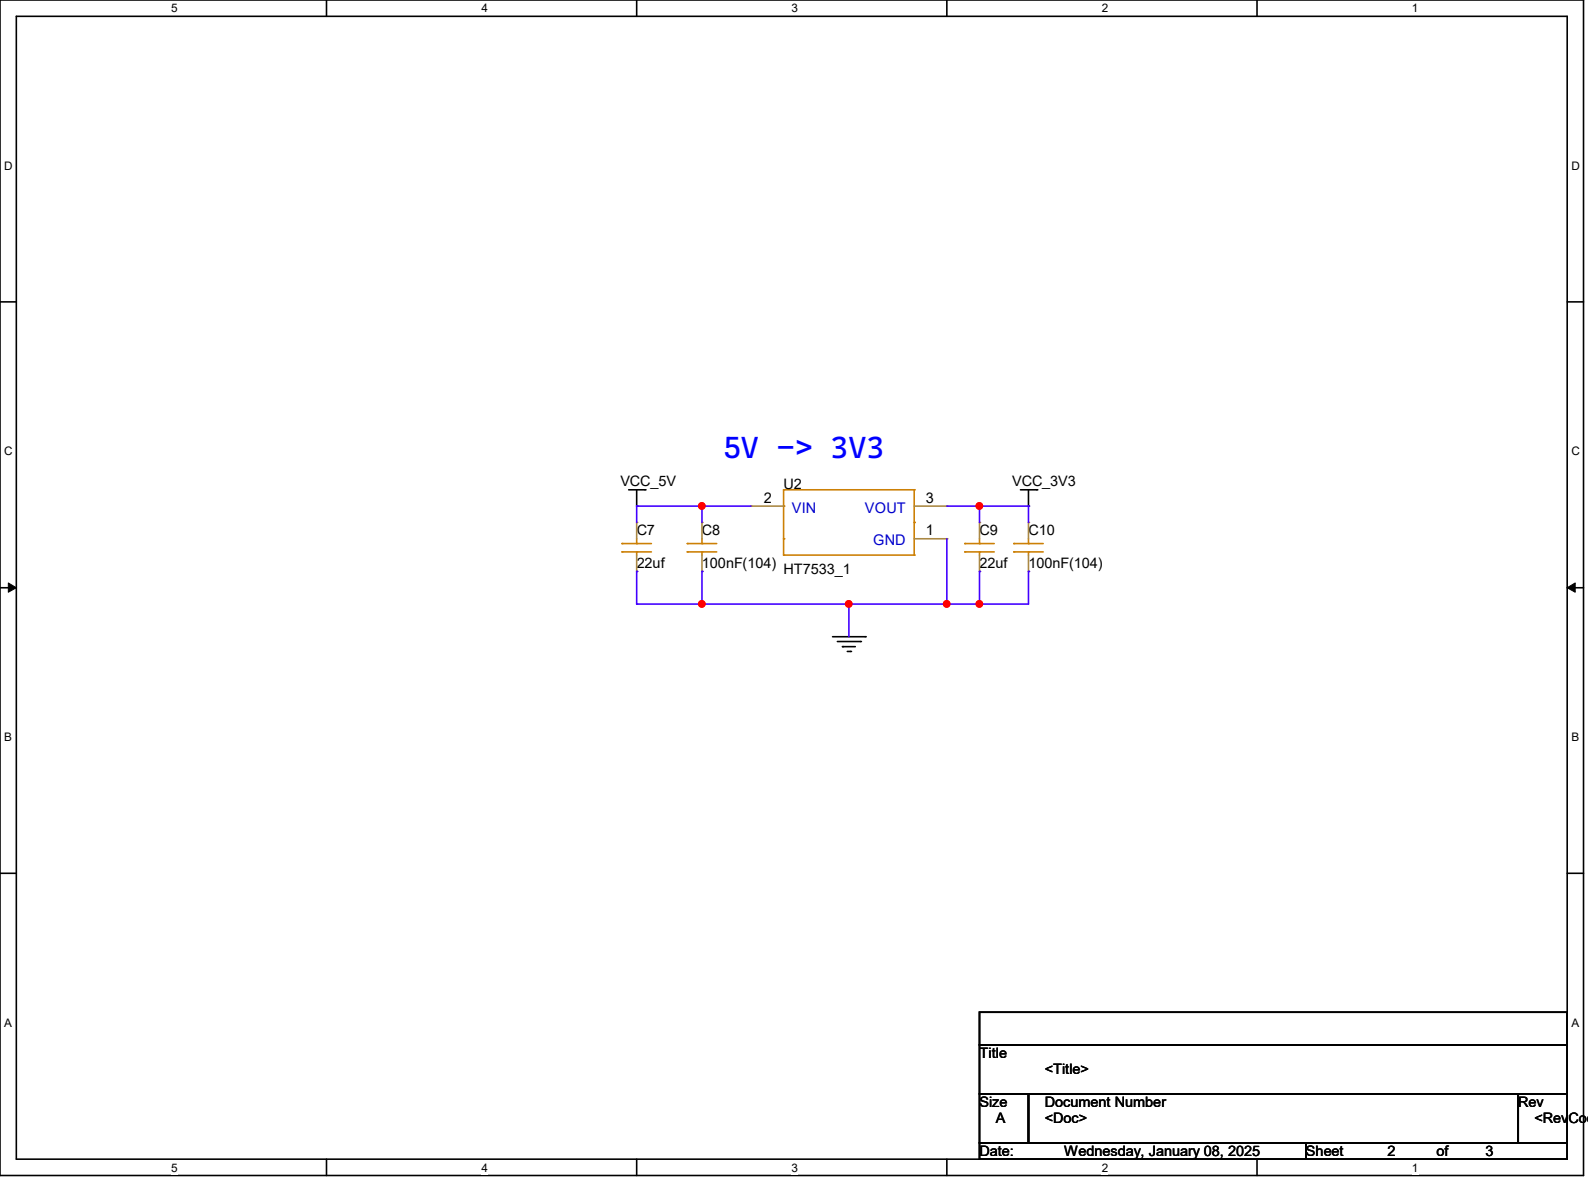 5 4 3 2 1
D D
C C
5V -> 3V3
VCC_5V U2 VCC_3V3
2 VIN VOUT 3
C7 C8 GND 1 C9 C10
22uf 100nF(104) HT7533_1 22uf 100nF(104)
B B
A A
Title
<Title>
Size Document Number Rev
A <Doc> <RevCo
Date: Wednesday, January 08, 2025 Sheet 2 of 3
5 4 3 2 1